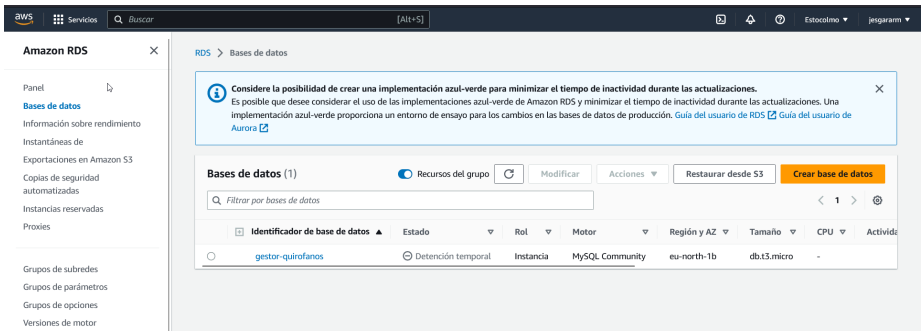 aws Servicios Buscar [Alt+S] Estocolmo ▼ jesgararm ▼
Amazon RDS
Panel
Bases de datos
Información sobre rendimiento
Instantáneas de
Exportaciones en Amazon S3
Copias de seguridad
automatizadas
Instancias reservadas
Proxies
Grupos de subredes
Grupos de parámetros
Grupos de opciones
Versiones de motor
RDS > Bases de datos
Considere la posibilidad de crear una implementación azul-verde para minimizar el tiempo de inactividad durante las actualizaciones.
Es posible que desee considerar el uso de las implementaciones azul-verde de Amazon RDS y minimizar el tiempo de inactividad durante las actualizaciones. Una
implementación azul-verde proporciona un entorno de ensayo para los cambios en las bases de datos de producción. Guía del usuario de RDS Guía del usuario de
Aurora
Bases de datos (1) Recursos del grupo Modificar Acciones ▼ Restaurar desde S3 Crear base de datos
Filtrar por bases de datos < 1 >
Identificador de base de datos ▲ Estado Rol Motor Región y AZ Tamaño CPU Activida
gestor-quirofanos Detención temporal Instancia MySQL Community eu-north-1b db.t3.micro -